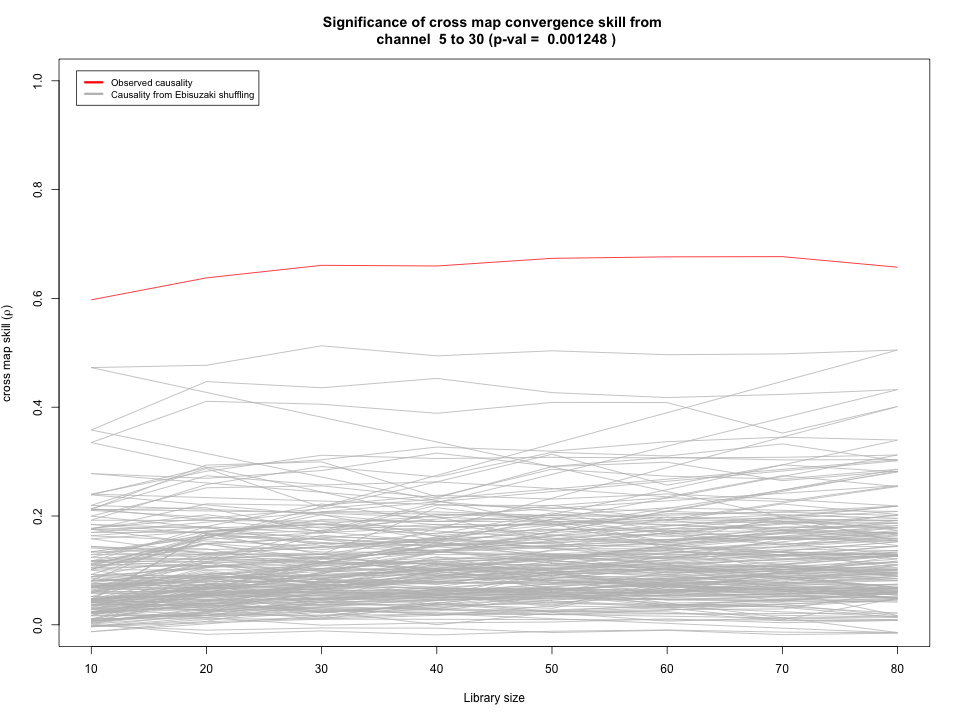 Significance of cross map convergence skill from
channel  5 to 30 (p-val =  0.001248 )
Observed causality
Causality from Ebisuzaki shuffling
cross map skill (ρ)
1.0
0.8
0.6
0.4
0.2
0.0
10 20 30 40 50 60 70 80
Library size